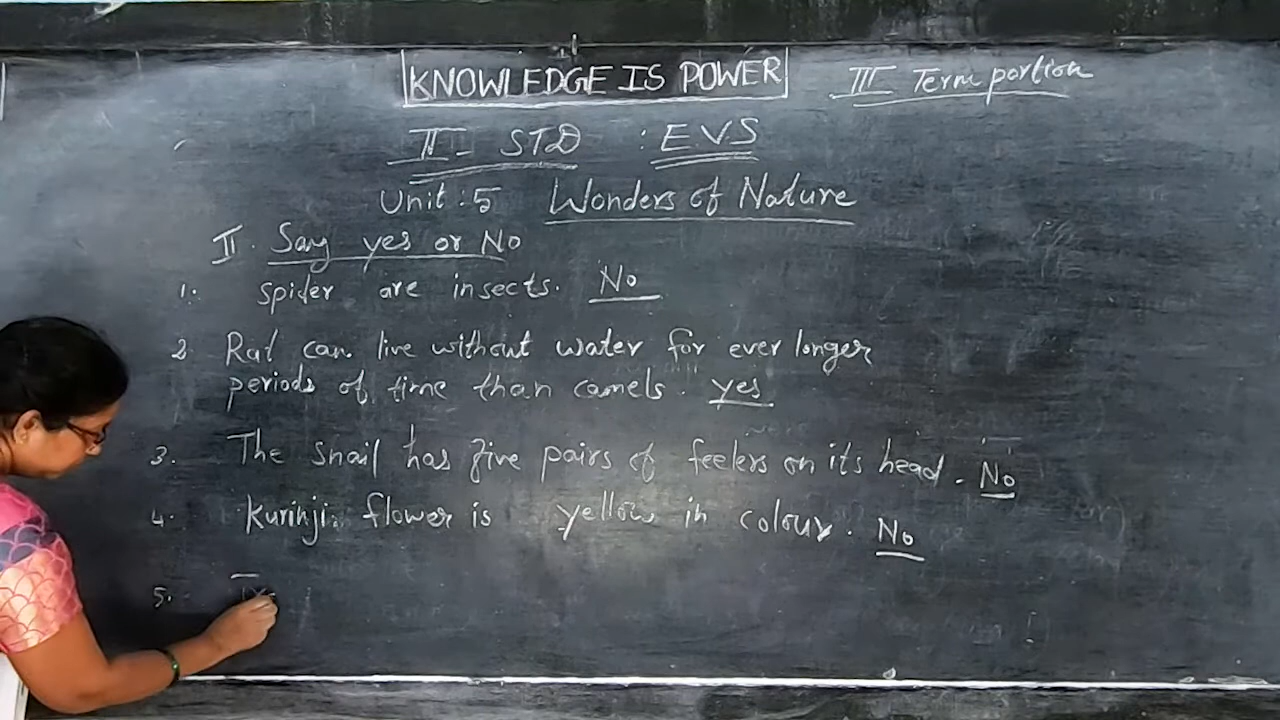 KNOWLEDGE IS POWER III Term portion
II - STD : E.V.S
Unit : 5 Wonders of Nature
II. Say yes or No
1. Spider are insects. No
2 Rat can live without water for ever longer
periods of time than camels. yes
3. The snail has five pairs of feelers on its head. No
4. Kurinji flower is yellow in colour. No
5.